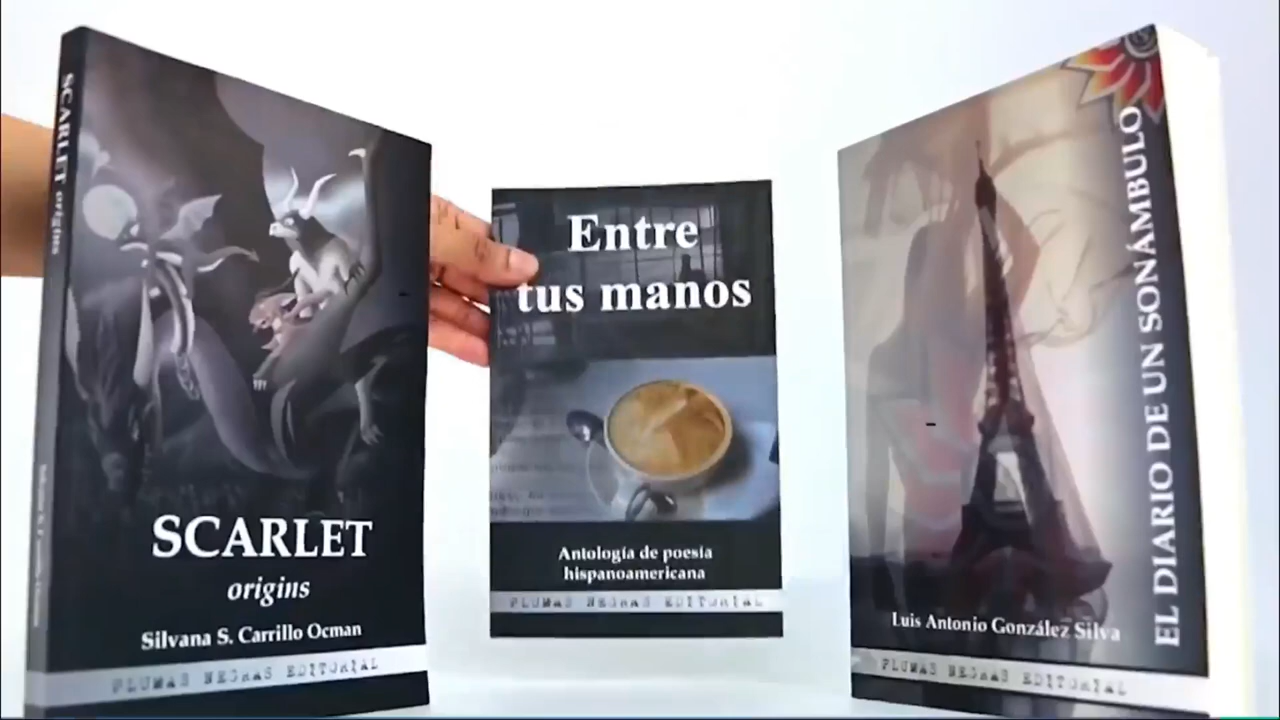 SCARLET origins
SCARLET
origins
Silvana S. Carrillo Ocman
PLUMAS NEGRAS EDITORIAL
Entre
tus manos
Antología de poesía
hispanoamericana
PLUMAS NEGRAS EDITORIAL
EL DIARIO DE UN SONÁMBULO
Luis Antonio González Silva
PLUMAS NEGRAS EDITORIAL